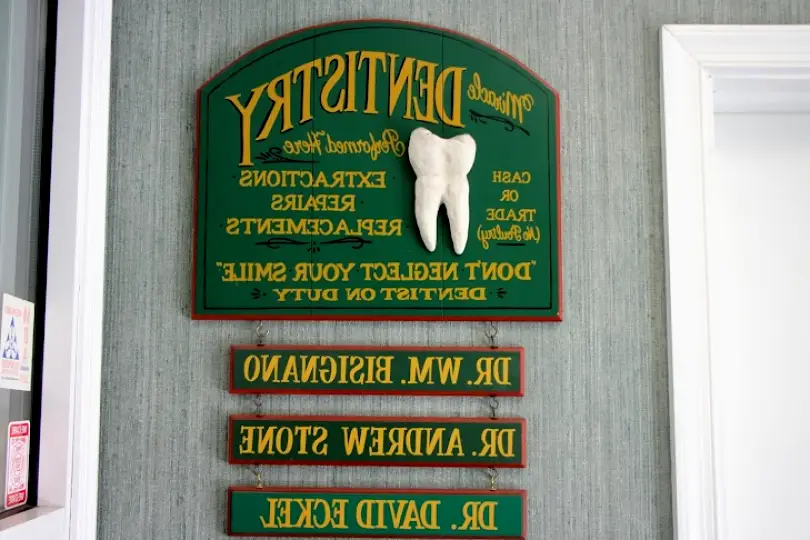 Miracle DENTISTRY
Performed Here
CASH
OR
TRADE
(No Poultry)
EXTRACTIONS
REPAIRS
REPLACEMENTS
"DON'T NEGLECT YOUR SMILE"
DENTIST ON DUTY
DR. WM. BISIGNANO
DR. ANDREW STONE
DR. DAVID ECKEL